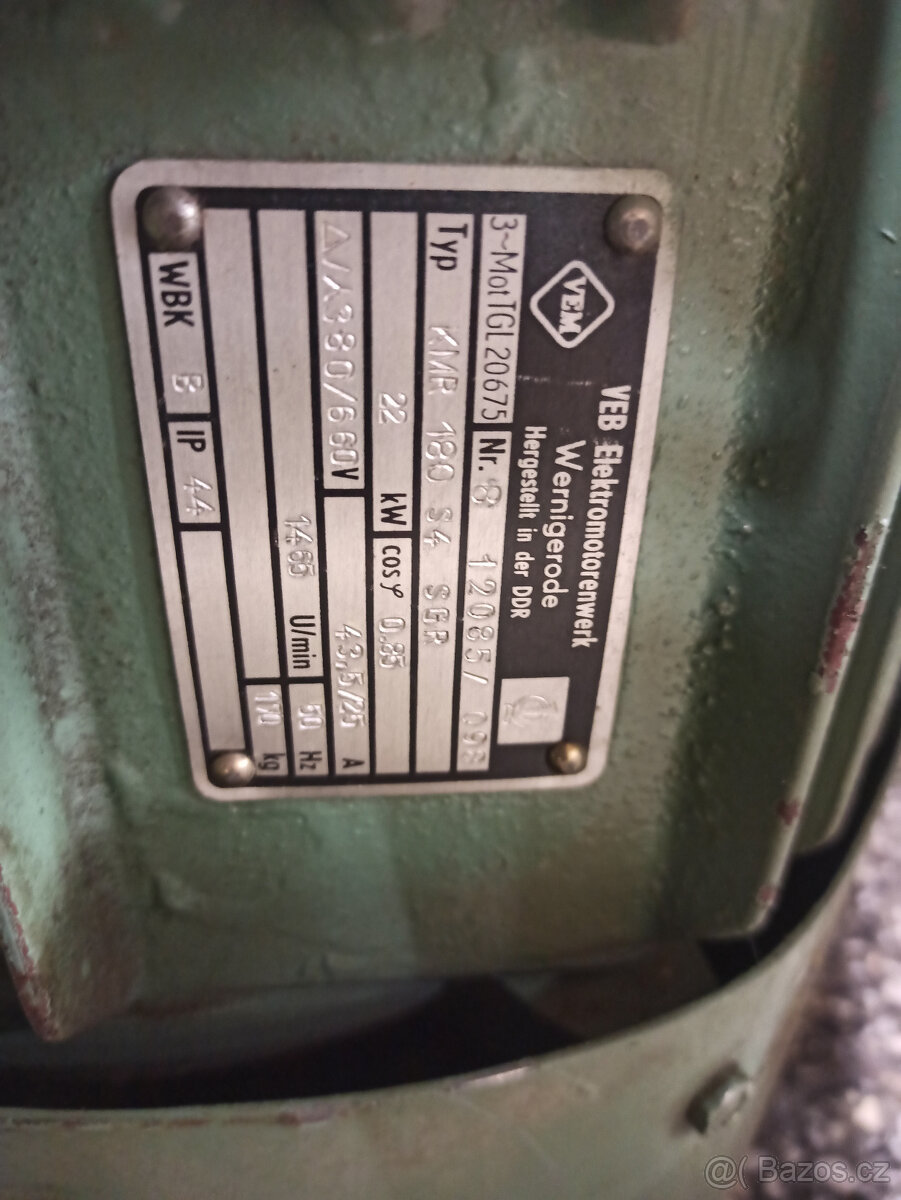 VEM
VEB Elektromotorenwerk
Wernigerode
Hergestellt in der DDR
3~Mot TGL 20675 Nr. 8 12085/ 098
Typ KMR 180 S4 SGR
22 kW cosφ 0.85
△/⅄ 380/660 V 43,5/25 A
1465 U/min 50 Hz
170 kg
WBK B IP 44
@( Bazos.cz